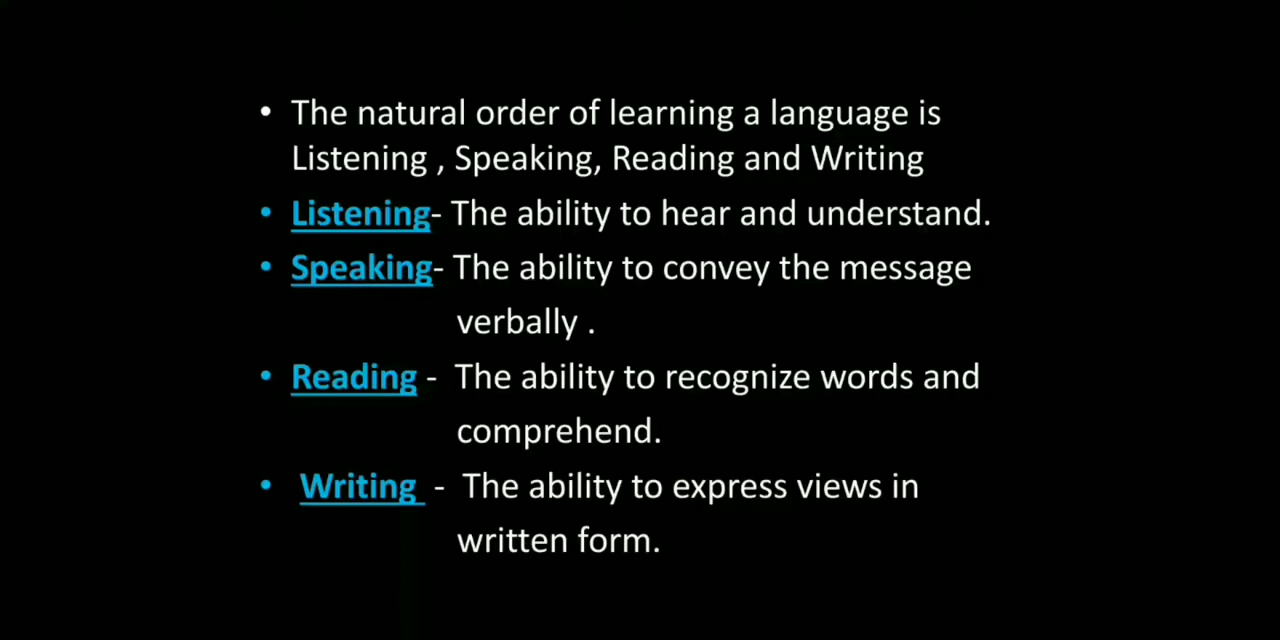 • The natural order of learning a language is
Listening , Speaking, Reading and Writing
• Listening- The ability to hear and understand.
• Speaking- The ability to convey the message
verbally .
• Reading - The ability to recognize words and
comprehend.
• Writing - The ability to express views in
written form.